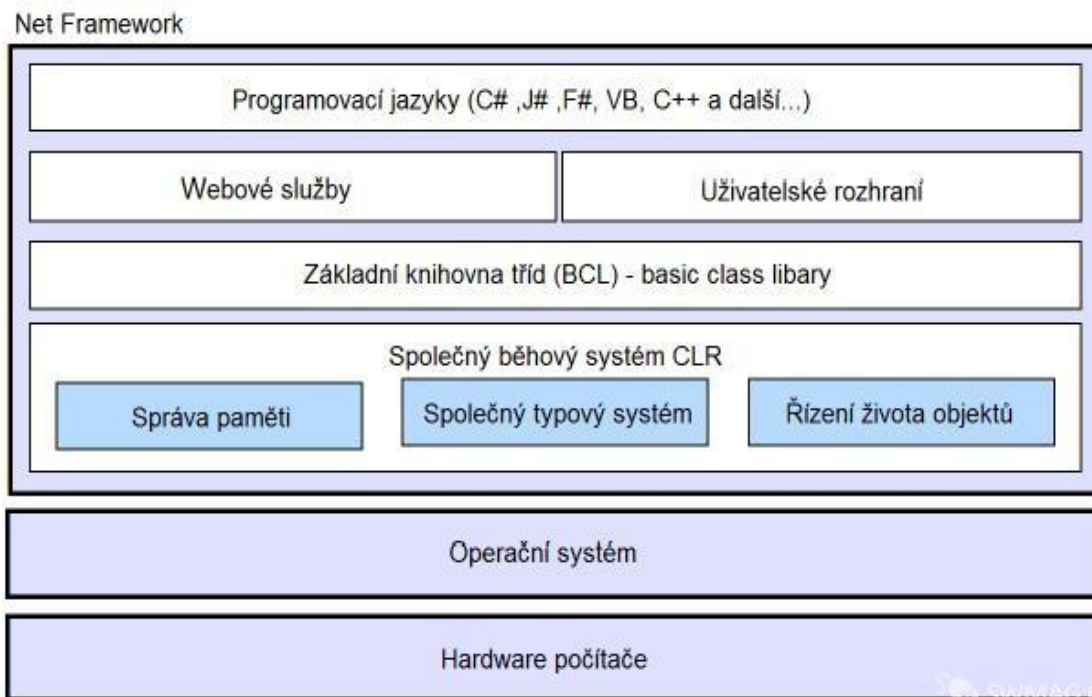 Net Framework
Programovací jazyky (C# ,J# ,F#, VB, C++ a další...)
Webové služby
Uživatelské rozhraní
Základní knihovna tříd (BCL) - basic class libary
Společný běhový systém CLR
Správa paměti
Společný typový systém
Řízení života objektů
Operační systém
Hardware počítače